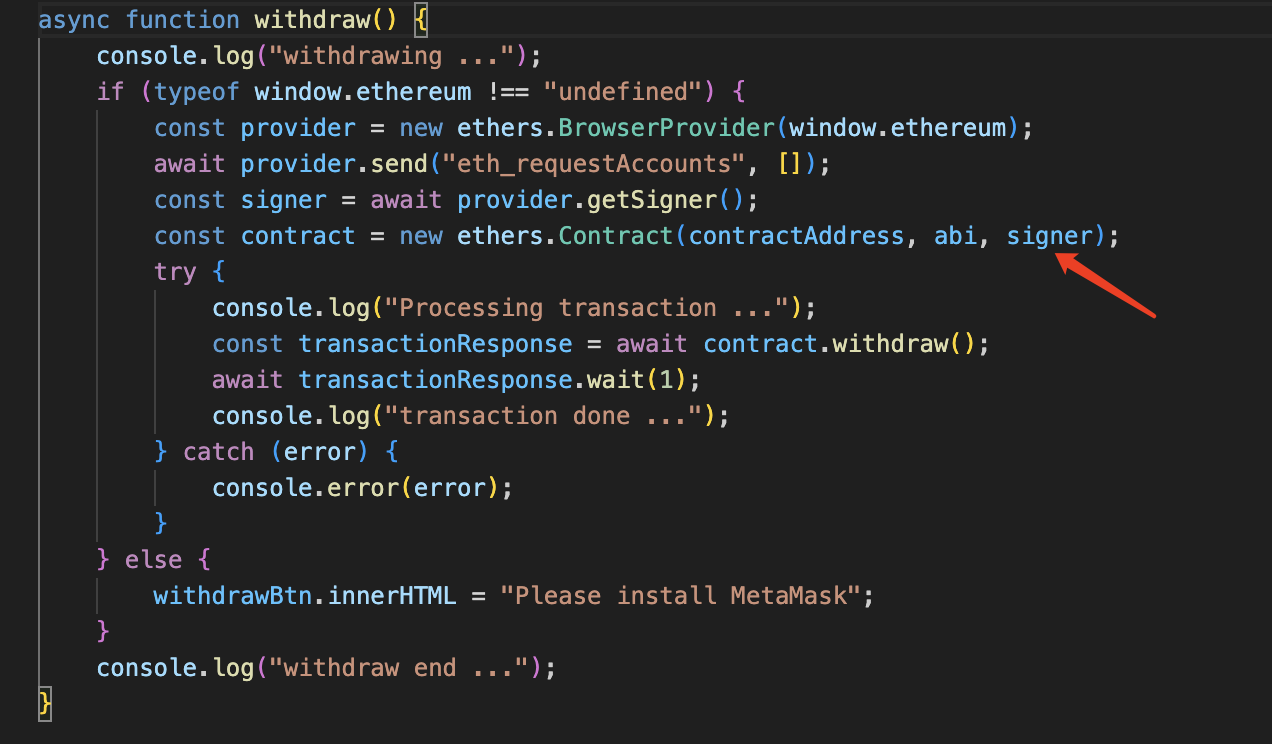 async function withdraw() {
    console.log("withdrawing ...");
    if (typeof window.ethereum !== "undefined") {
        const provider = new ethers.BrowserProvider(window.ethereum);
        await provider.send("eth_requestAccounts", []);
        const signer = await provider.getSigner();
        const contract = new ethers.Contract(contractAddress, abi, signer);
        try {
            console.log("Processing transaction ...");
            const transactionResponse = await contract.withdraw();
            await transactionResponse.wait(1);
            console.log("transaction done ...");
        } catch (error) {
            console.error(error);
        }
    } else {
        withdrawBtn.innerHTML = "Please install MetaMask";
    }
    console.log("withdraw end ...");
}